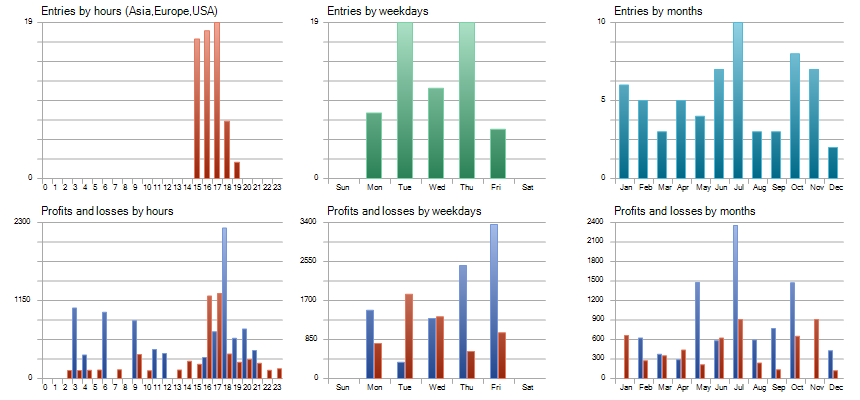 Entries by hours (Asia,Europe,USA)
19
0
0 1 2 3 4 5 6 7 8 9 10 11 12 13 14 15 16 17 18 19 20 21 22 23
Entries by weekdays
19
0
Sun Mon Tue Wed Thu Fri Sat
Entries by months
10
5
0
Jan Feb Mar Apr May Jun Jul Aug Sep Oct Nov Dec
Profits and losses by hours
2300
1150
0
0 1 2 3 4 5 6 7 8 9 10 11 12 13 14 15 16 17 18 19 20 21 22 23
Profits and losses by weekdays
3400
2550
1700
850
0
Sun Mon Tue Wed Thu Fri Sat
Profits and losses by months
2400
2100
1800
1500
1200
900
600
300
0
Jan Feb Mar Apr May Jun Jul Aug Sep Oct Nov Dec